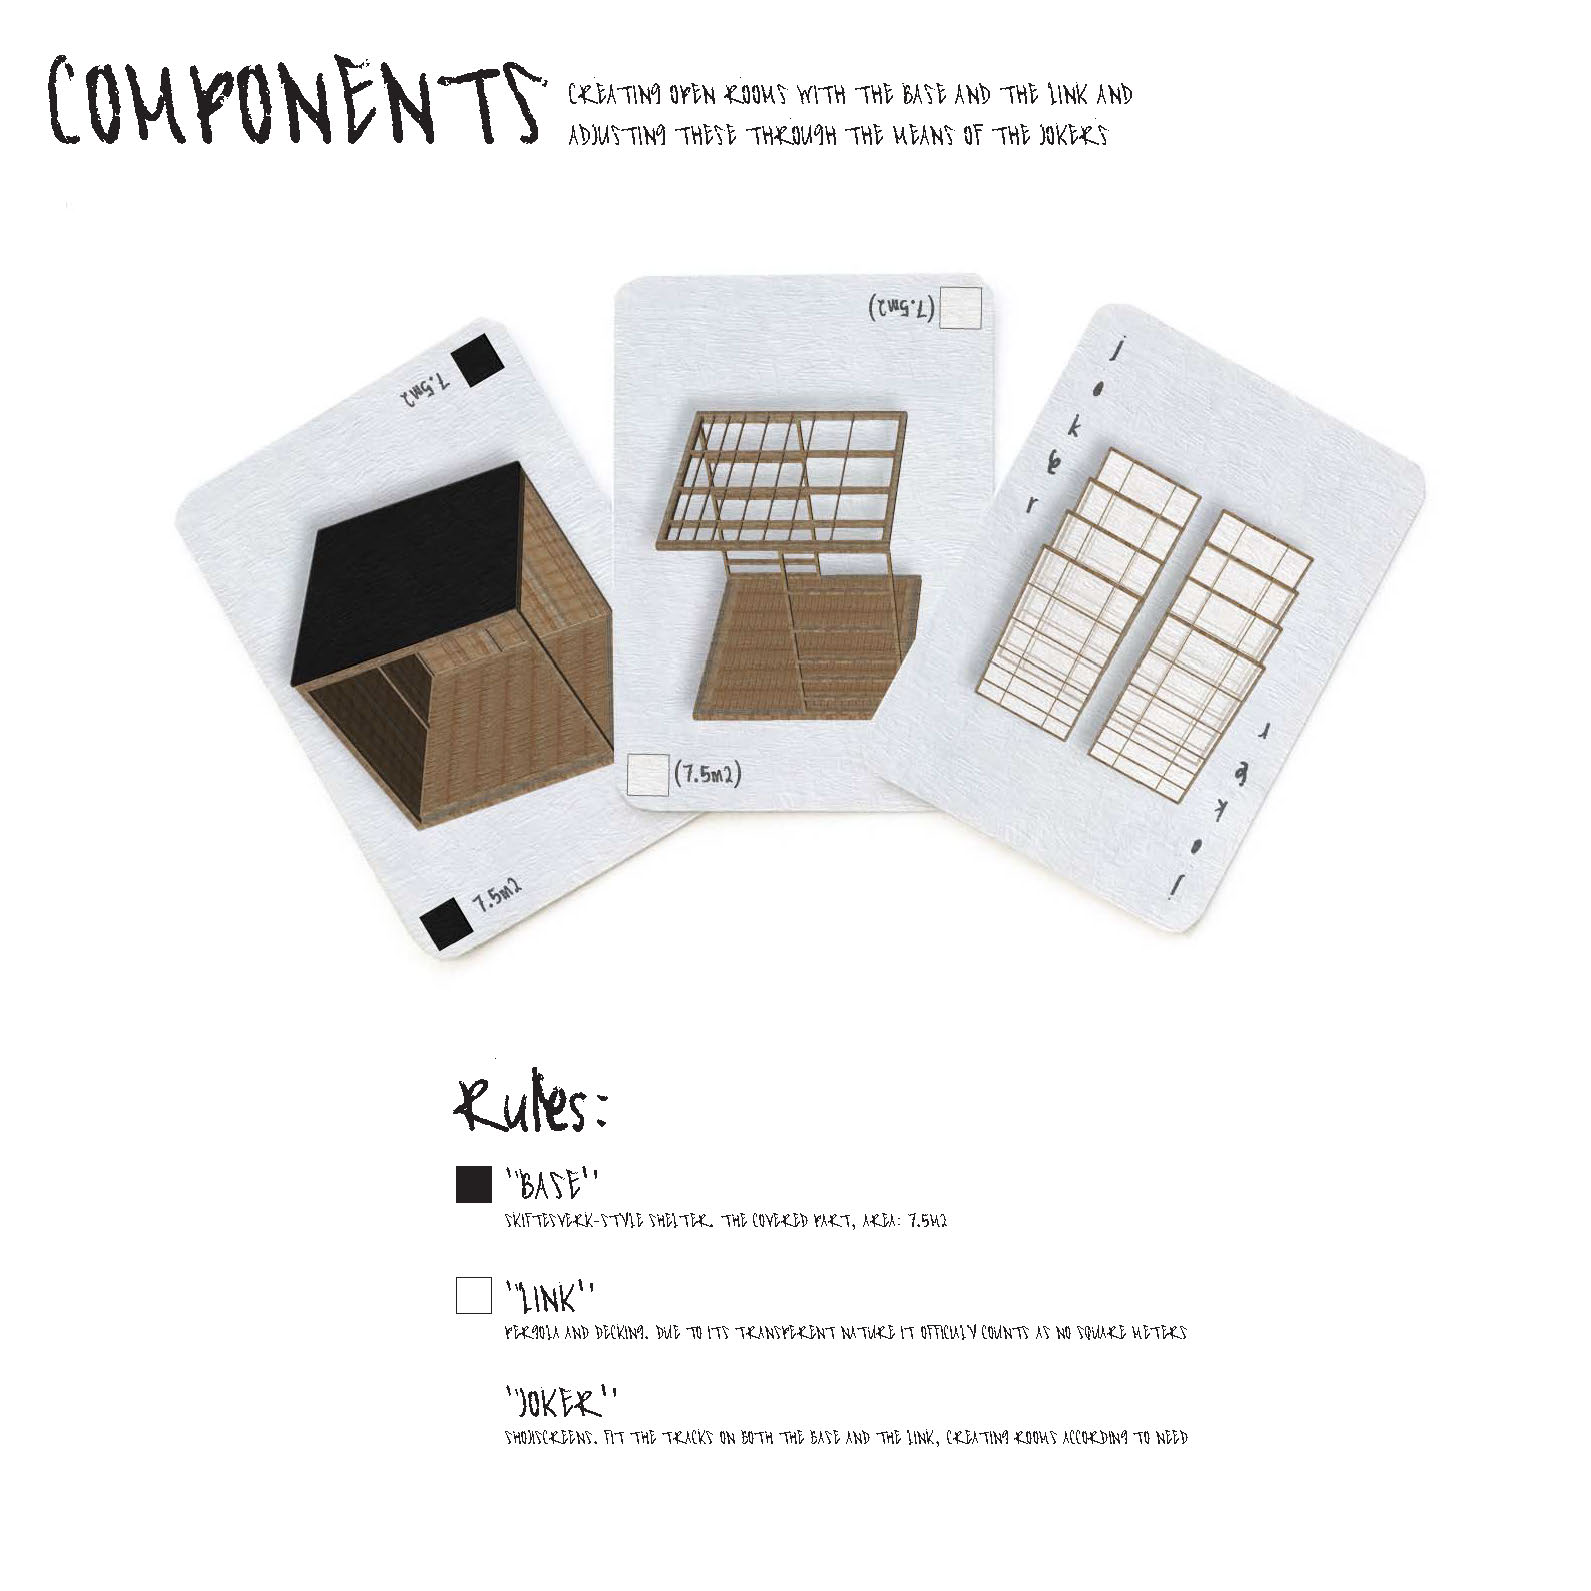 COMPONENTS
CREATING OPEN ROOMS WITH THE BASE AND THE LINK AND
ADJUSTING THESE THROUGH THE MEANS OF THE JOKERS
7.5m2
(7.5m2)
joker
7.5m2
(7.5m2)
joker
Rules:
"BASE"
SKIFTESVERK-STYLE SHELTER. THE COVERED PART, AREA: 7.5M2
"LINK"
PERGOLA AND DECKING. DUE TO ITS TRANSPERENT NATURE IT OFFICIALY COUNTS AS NO SQUARE METERS
"JOKER"
SHOJISCREENS. FIT THE TRACKS ON BOTH THE BASE AND THE LINK, CREATING ROOMS ACCORDING TO NEED